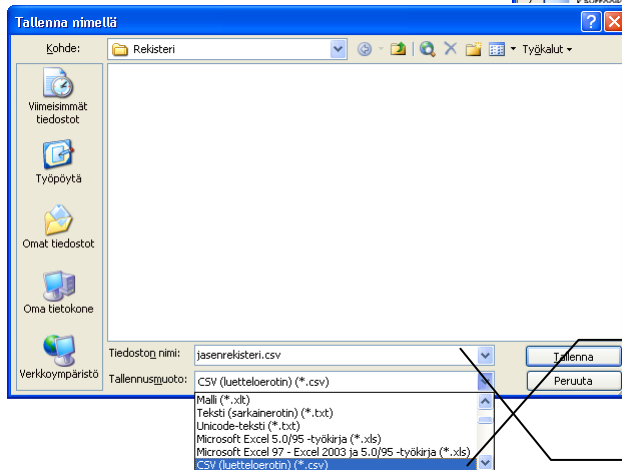 Tallenna nimellä
Kohde:
Rekisteri
Työkalut
Viimeisimmät
tiedostot
Työpöytä
Omat tiedostot
Oma tietokone
Verkkoympäristö
Tiedoston nimi:
jasenrekisteri.csv
Tallenna
Tallennusmuoto:
CSV (luetteloerotin) (*.csv)
Peruuta
Malli (*.xlt)
Teksti (sarkainerotin) (*.txt)
Unicode-teksti (*.txt)
Microsoft Excel 5.0/95 -työkirja (*.xls)
Microsoft Excel 97 - Excel 2003 ja 5.0/95 -työkirja (*.xls)
CSV (luetteloerotin) (*.csv)